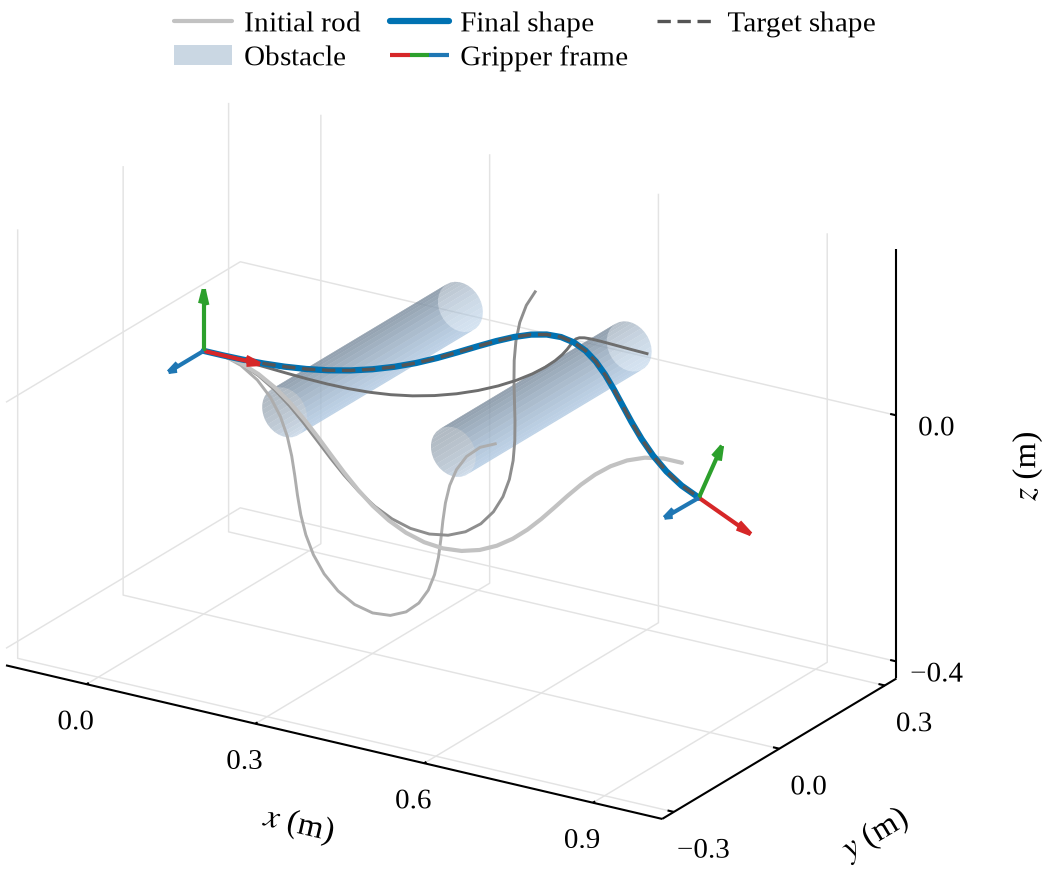 Initial rod
Final shape
Target shape
Obstacle
Gripper frame
0.0
z (m)
−0.4
0.3
0.0
−0.3
y (m)
0.0
0.3
0.6
0.9
x (m)